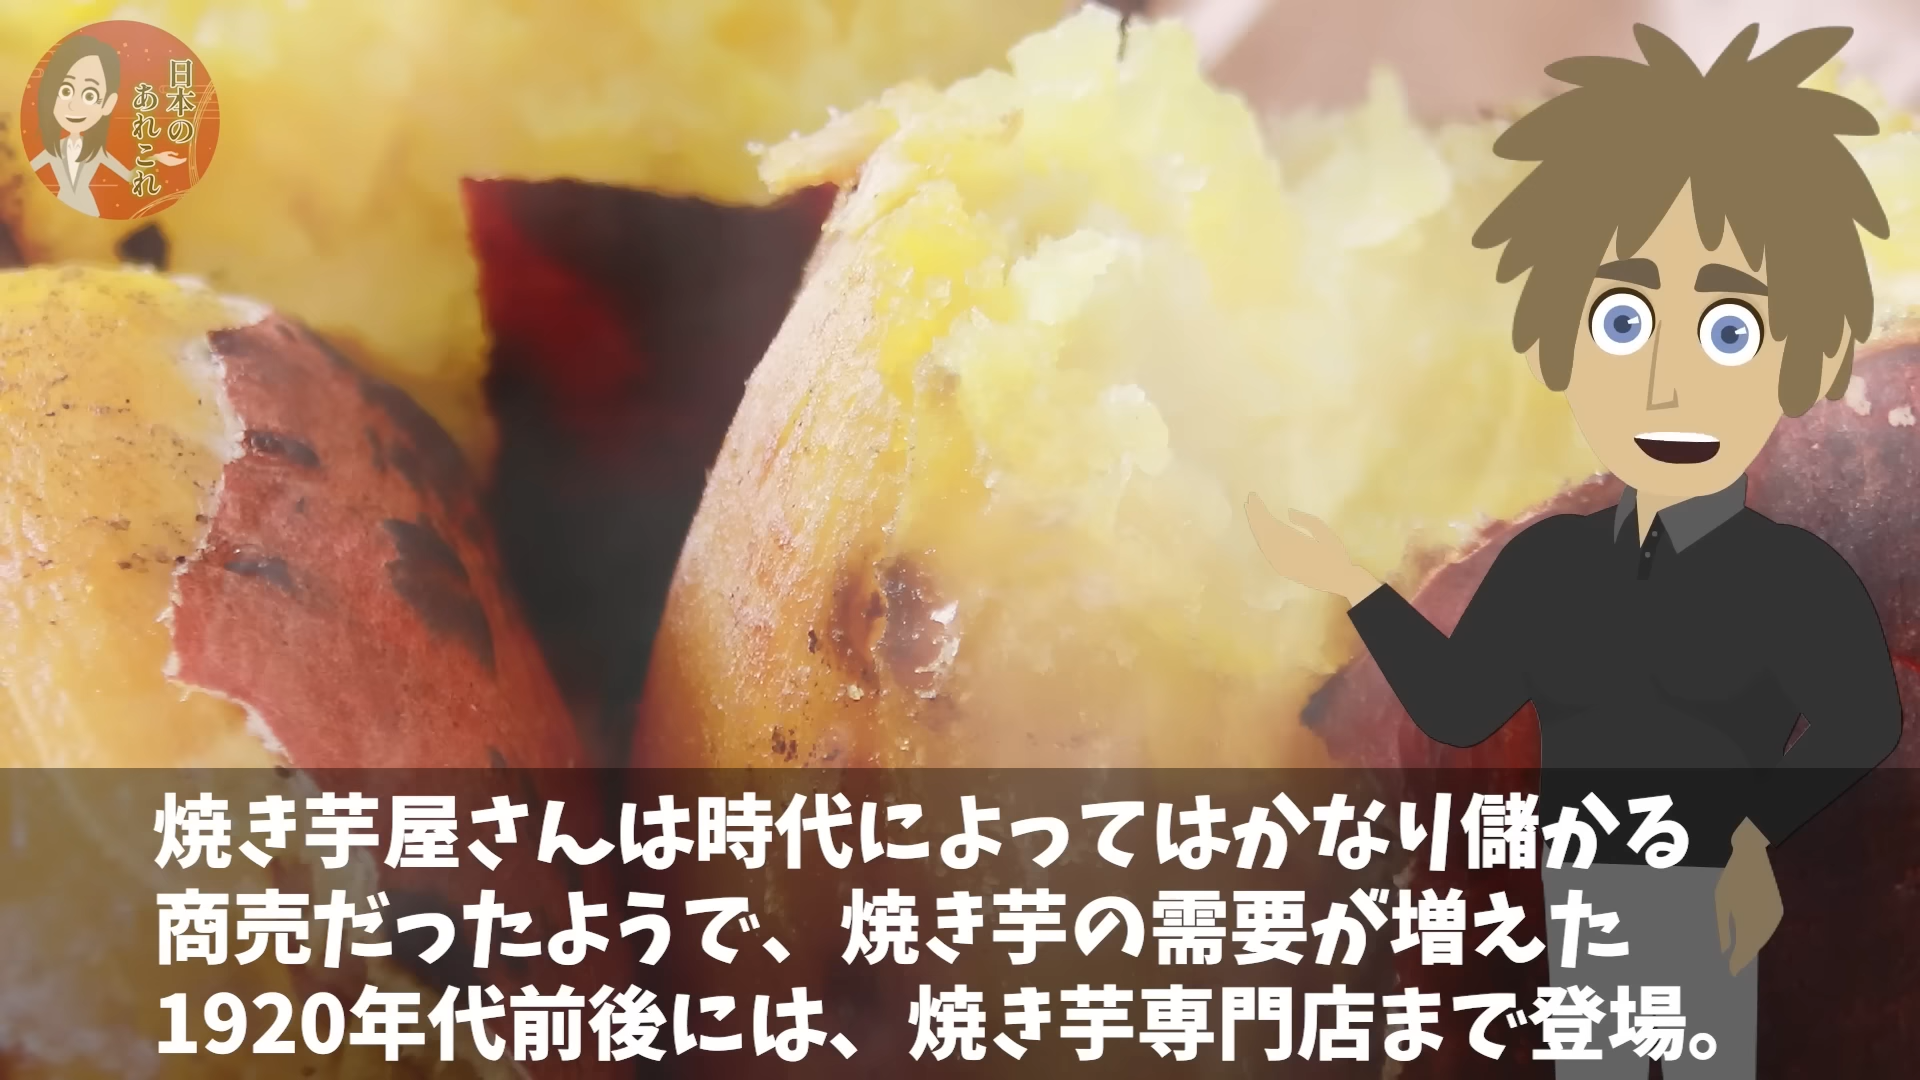 日本の
あれこれ
焼き芋屋さんは時代によってはかなり儲かる
商売だったようで、焼き芋の需要が増えた
1920年代前後には、焼き芋専門店まで登場。